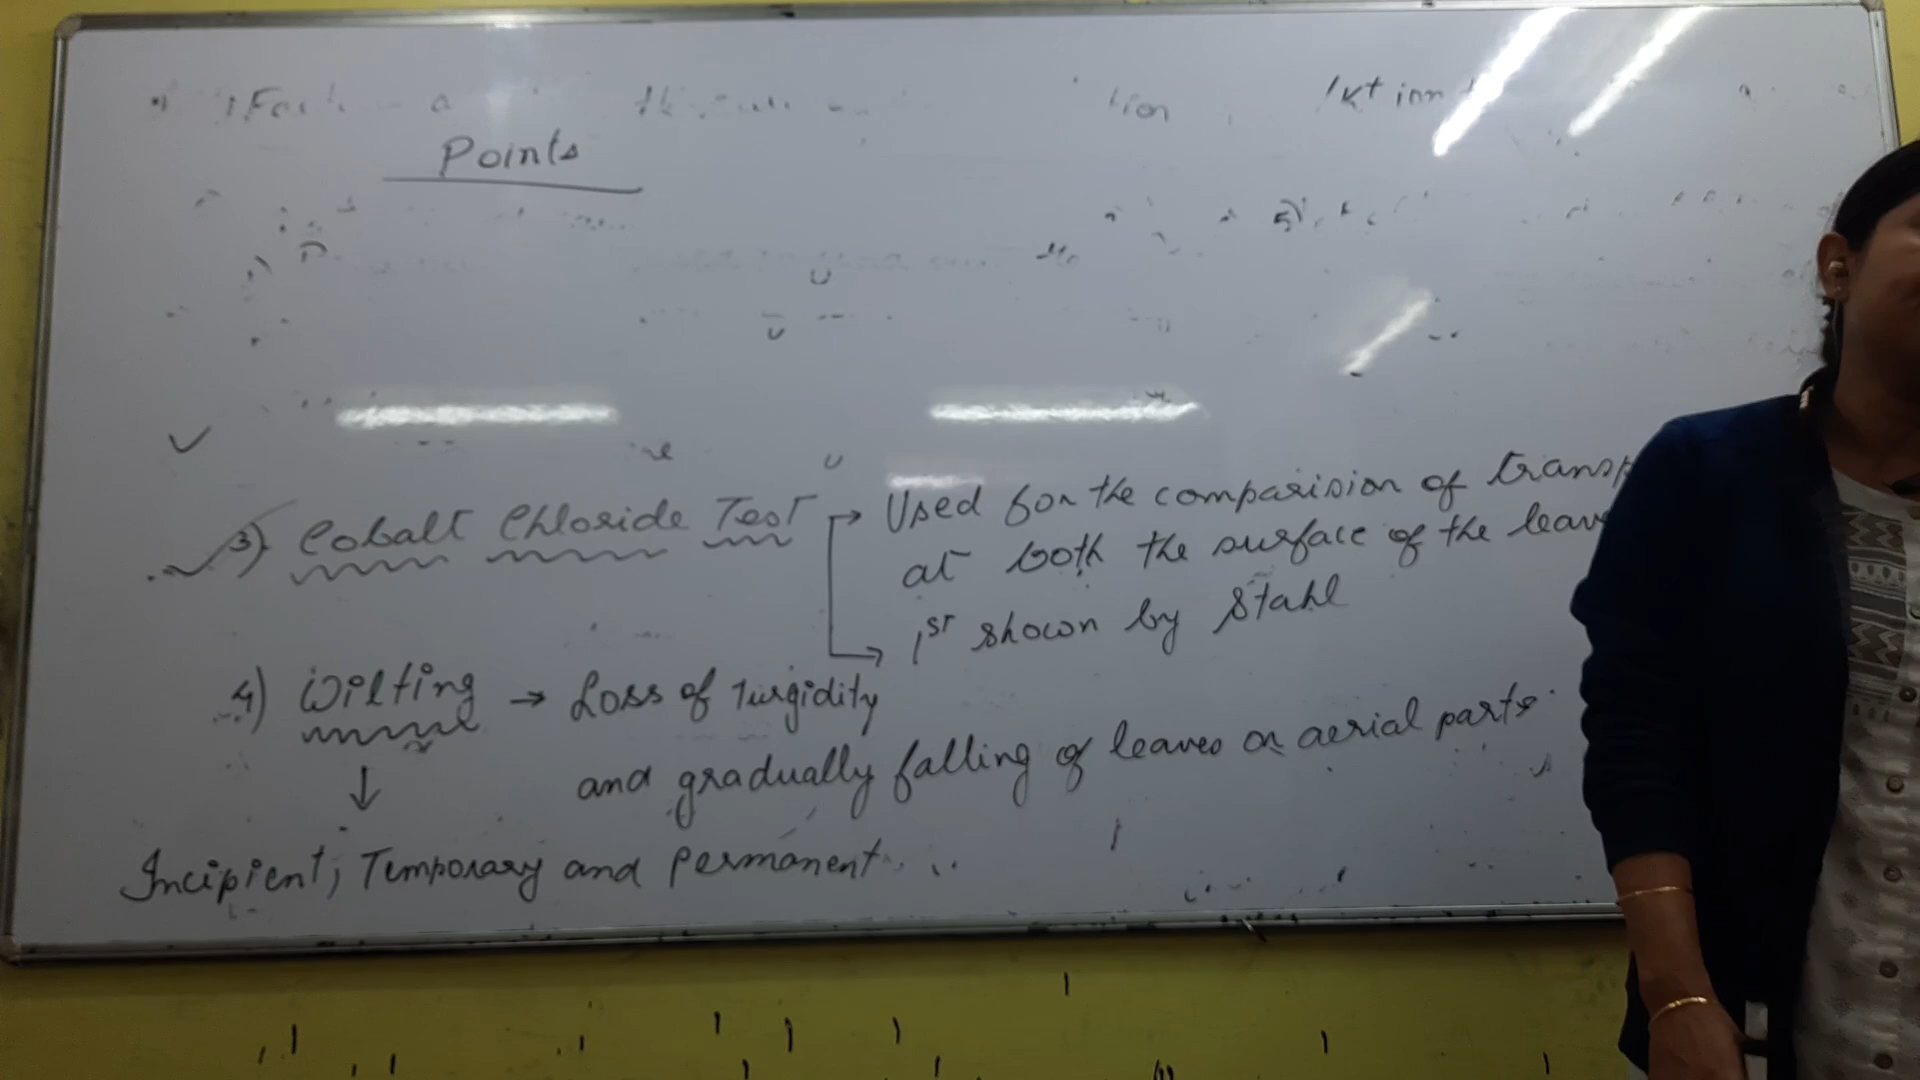 Points
3) Cobalt Chloride Test → Used for the comparision of transp
at both the surface of the leav
→ 1st shown by Stahl
4) Wilting → Loss of Turgidity
and gradually falling of leaves or aerial parts.
↓
Incipient, Temporary and Permanent